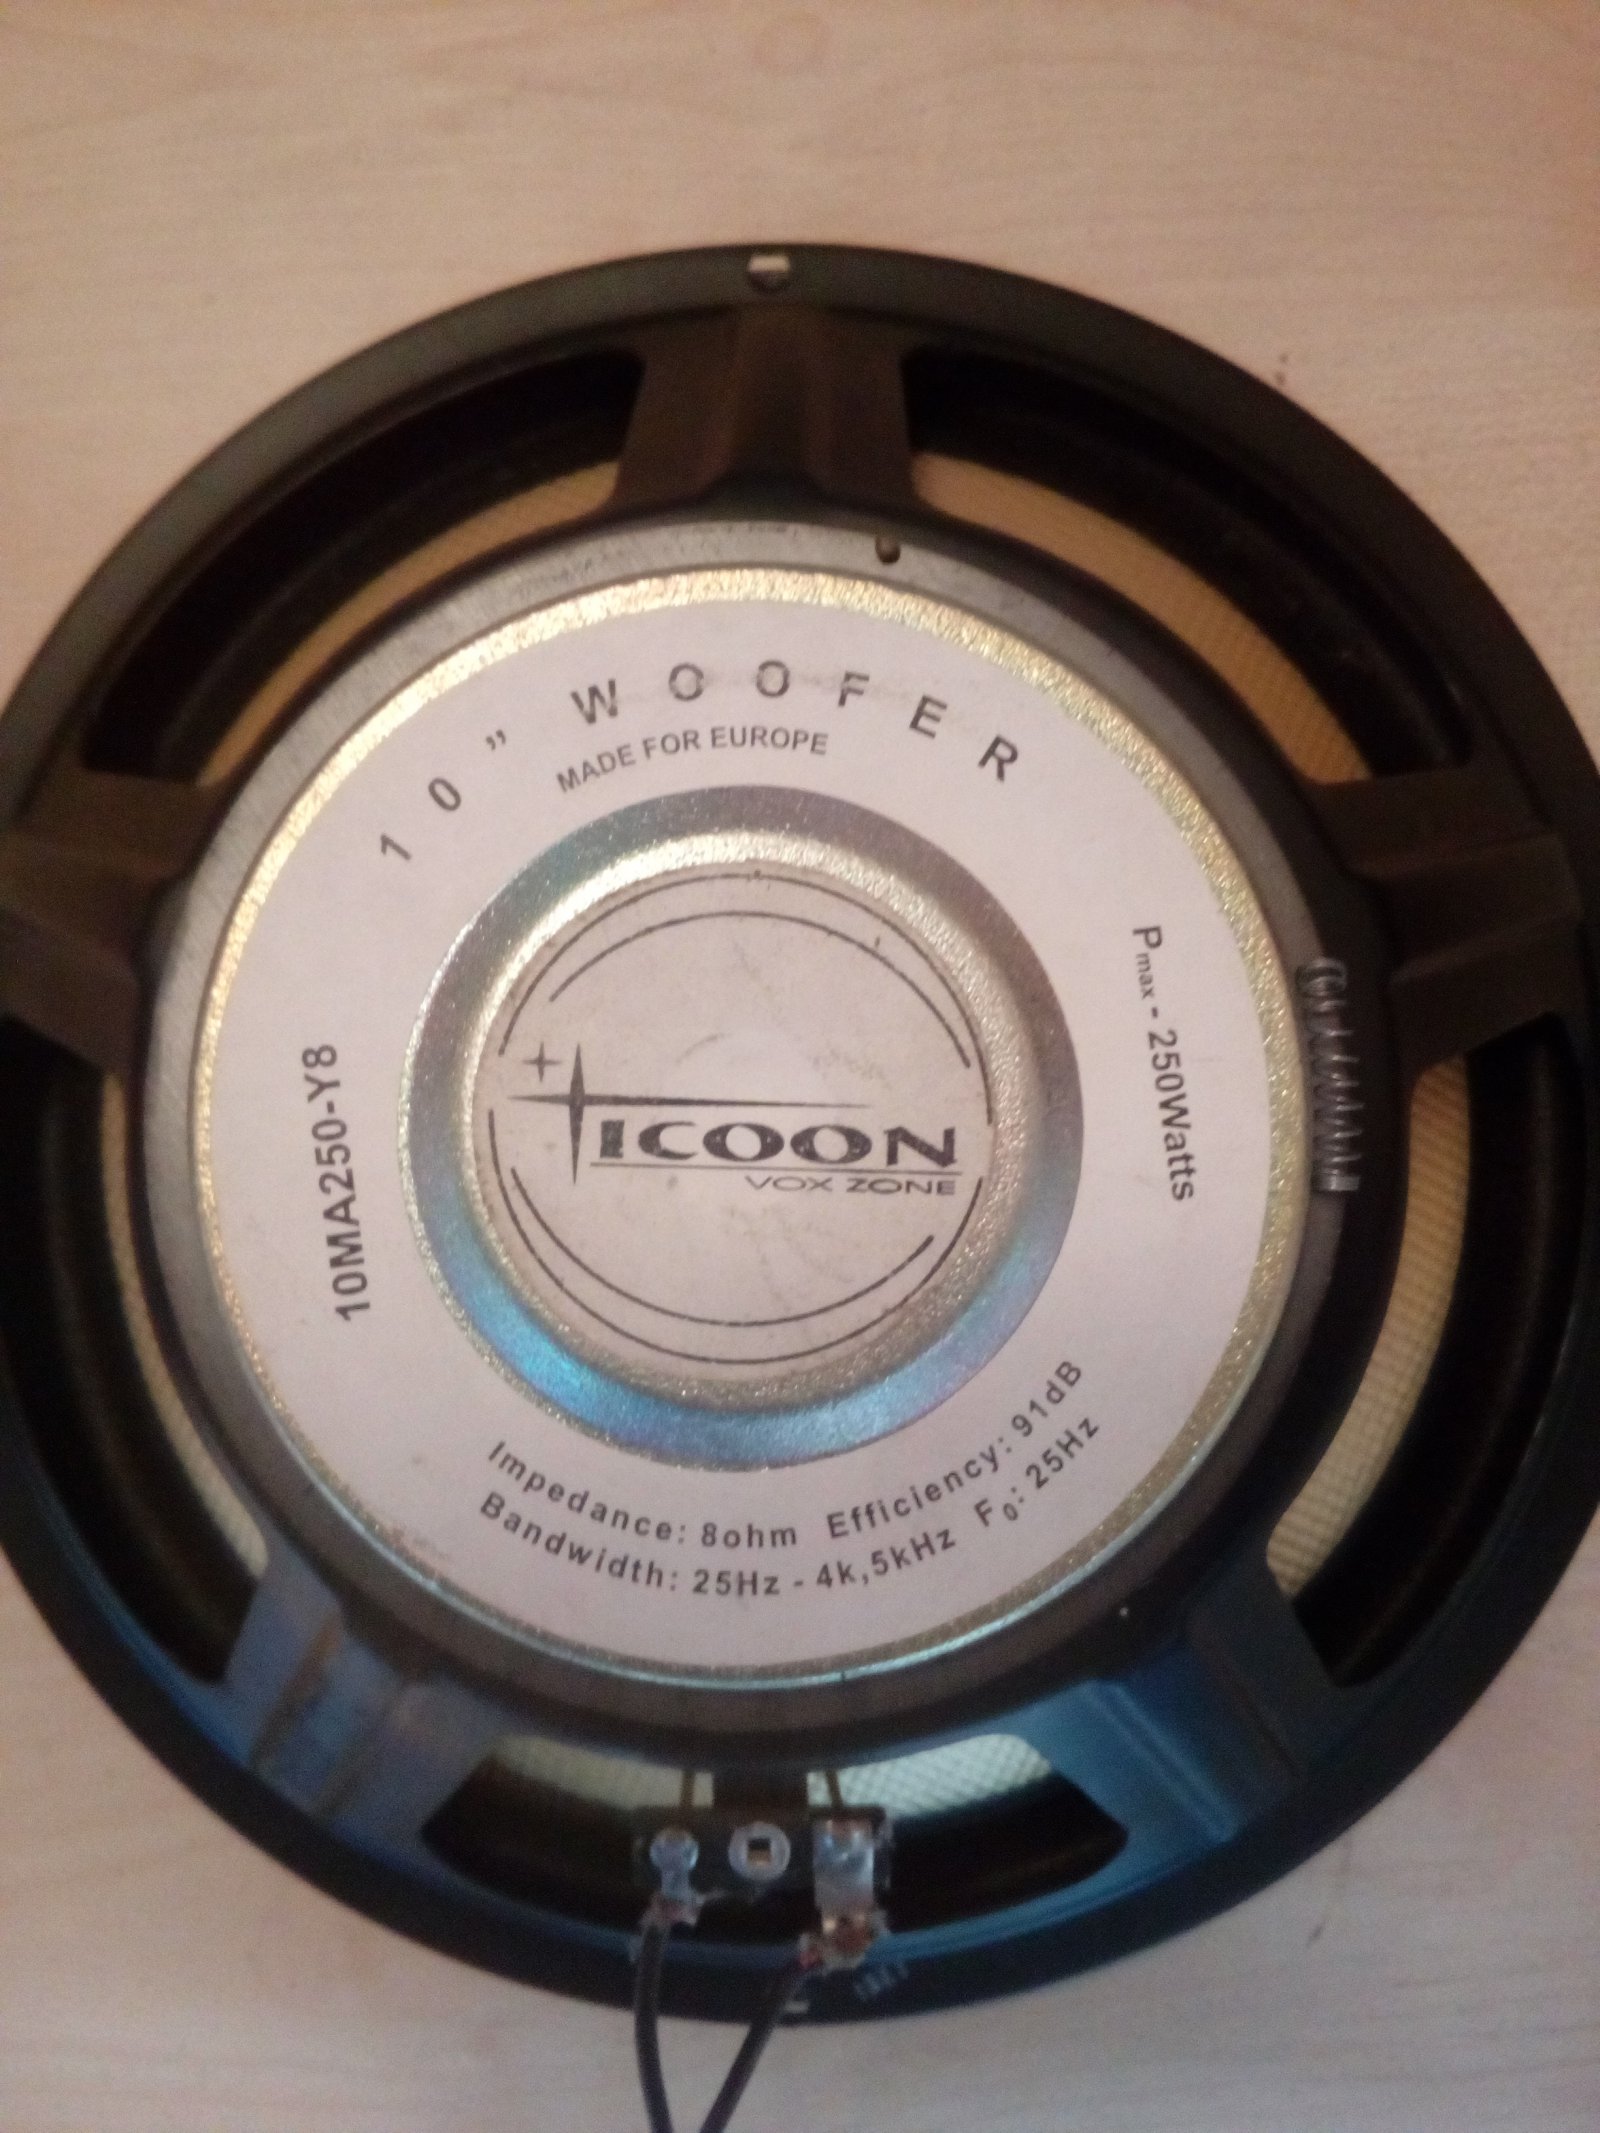 10" WOOFER
MADE FOR EUROPE
Pmax - 250Watts
10MA250-Y8
ICOON
VOX ZONE
Impedance: 8ohm Efficiency: 91dB
Bandwidth: 25Hz - 4k,5kHz F0: 25Hz